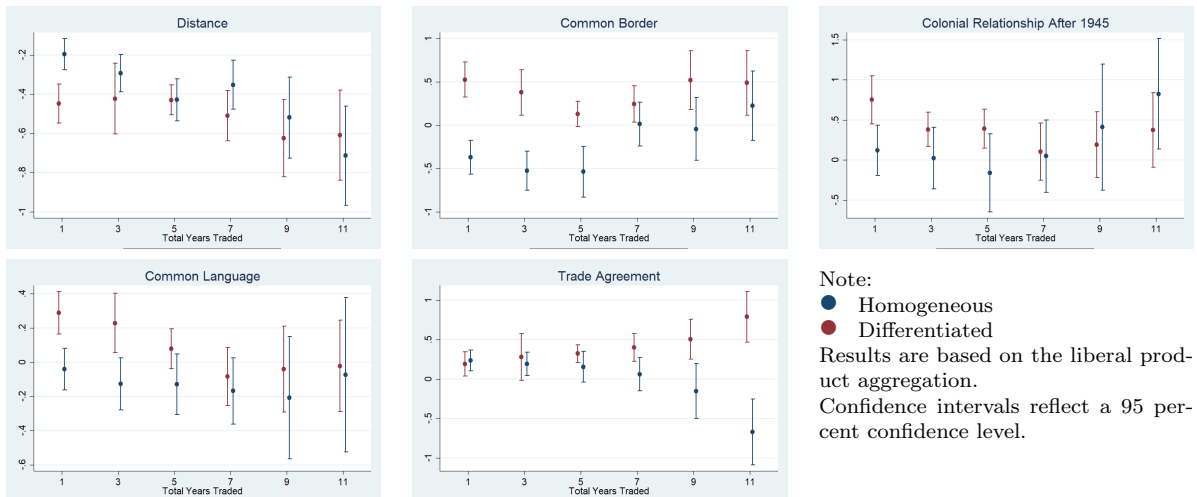 Distance
-.2
-.4
-.6
-.8
-1
1 3 5 7 9 11
Total Years Traded
Common Border
1
.5
0
-.5
-1
1 3 5 7 9 11
Total Years Traded
Colonial Relationship After 1945
1.5
1
.5
0
-.5
1 3 5 7 9 11
Total Years Traded
Common Language
.4
.2
0
-.2
-.4
-.6
1 3 5 7 9 11
Total Years Traded
Trade Agreement
1
.5
0
-.5
-1
1 3 5 7 9 11
Total Years Traded
Note:
Homogeneous
Differentiated
Results are based on the liberal prod-
uct aggregation.
Confidence intervals reflect a 95 per-
cent confidence level.